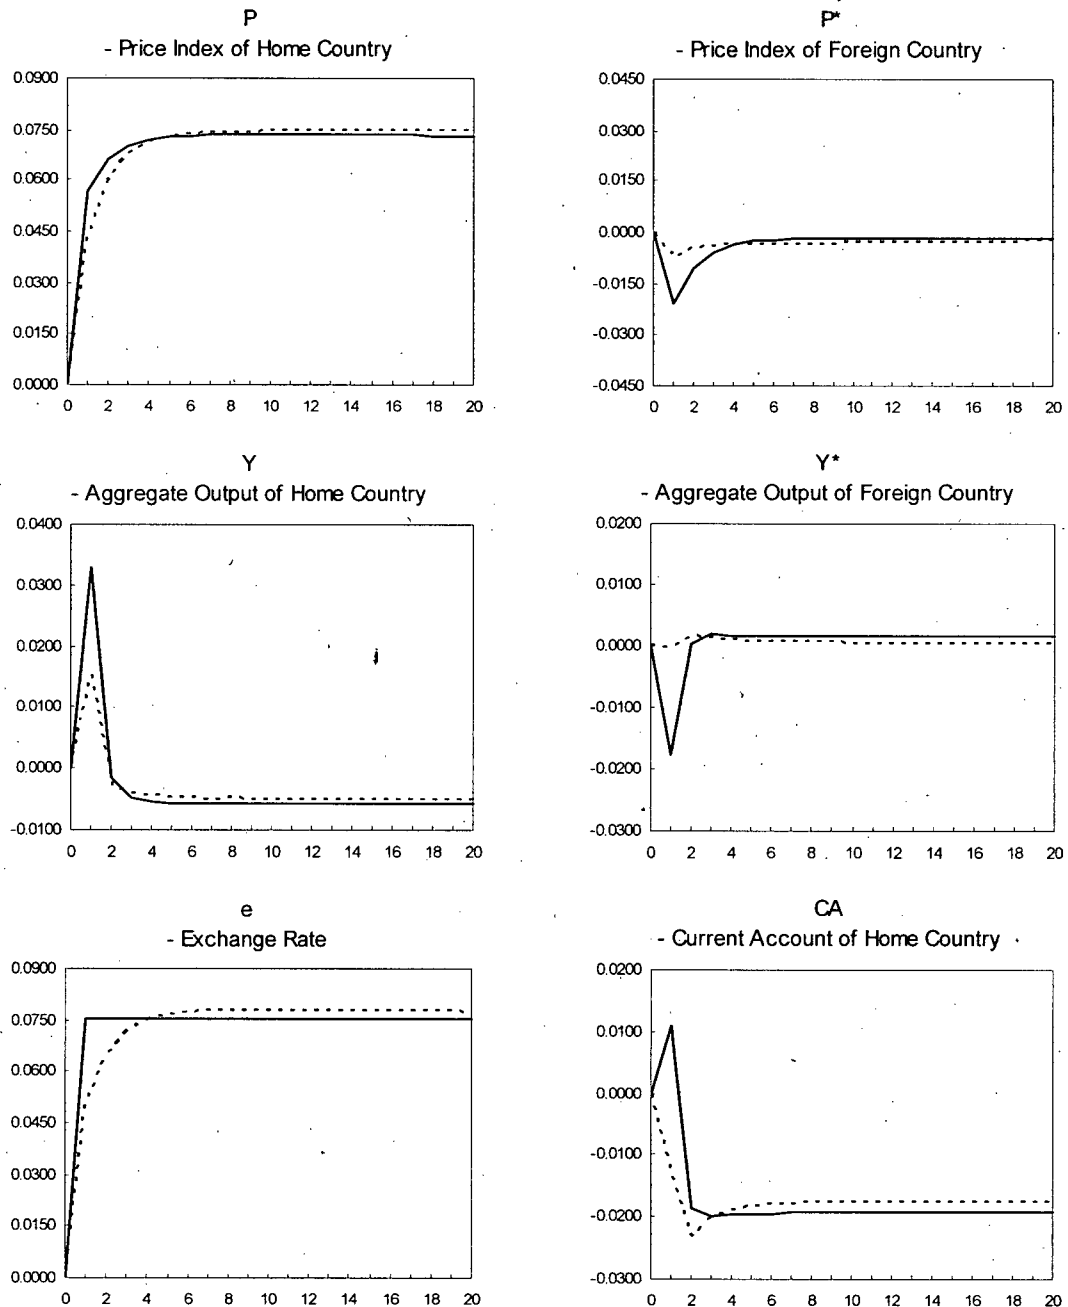 P
- Price Index of Home Country
0.0900
0.0750
0.0600
0.0450
0.0300
0.0150
0.0000
0 2 4 6 8 10 12 14 16 18 20
P*
- Price Index of Foreign Country
0.0450
0.0300
0.0150
0.0000
-0.0150
-0.0300
-0.0450
0 2 4 6 8 10 12 14 16 18 20
Y
- Aggregate Output of Home Country
0.0400
0.0300
0.0200
0.0100
0.0000
-0.0100
0 2 4 6 8 10 12 14 16 18 20
Y*
- Aggregate Output of Foreign Country
0.0200
0.0100
0.0000
-0.0100
-0.0200
-0.0300
0 2 4 6 8 10 12 14 16 18 20
e
- Exchange Rate
0.0900
0.0750
0.0600
0.0450
0.0300
0.0150
0.0000
0 2 4 6 8 10 12 14 16 18 20
CA
- Current Account of Home Country
0.0200
0.0100
0.0000
-0.0100
-0.0200
-0.0300
0 2 4 6 8 10 12 14 16 18 20